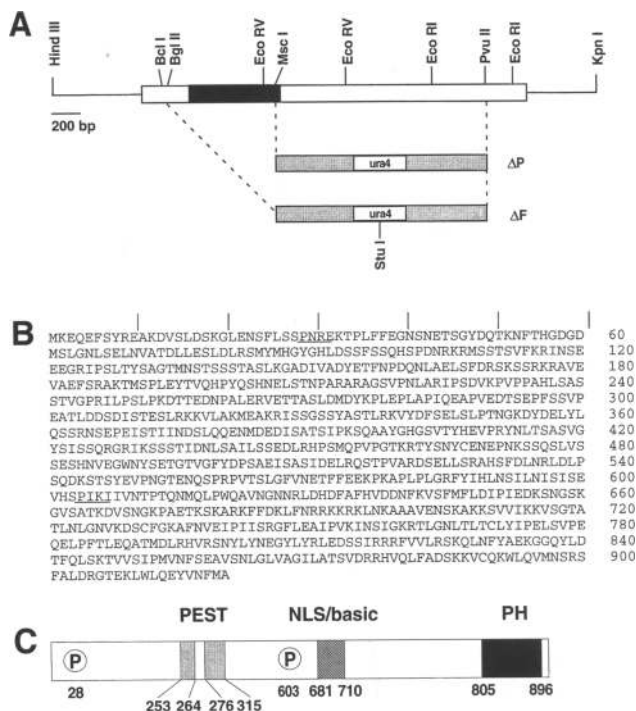 A
Hind III
Bcl I
Bgl II
Eco RV
Msc I
Eco RV
Eco RI
Pvu II
Eco RI
Kpn I
200 bp
ura4
ΔP
ura4
ΔF
Stu I
B
MKEQEFSYREAKDVSLDSKGLENSFLSSPNREKTPLFFEGNSNETSGYDQTKNFTHGDGD 60
MSLGNLSELNVATDLLESLDLRSMYMHGYGHLDSSFSSQHSPDNRKRMSSTSVFKRINSE 120
EEGRIPSLTYSAGTMNSTSSSTASLKGADIVADYETFNPDQNLAELSFDRSKSSRKRAVE 180
VAEFSRAKTMSPLEYTVQHPYQSHNELSTNPARARAGSVPNLARIPSDVKPVPPAHLSAS 240
STVGPRILPSLPKDTTEDNPALERVETTASLDMDYKPLEPLAPIQEAPVEDTSEPFSSVP 300
EATLDDSDISTESLRKKVLAKMEAKRISSGSSYASTLRKVYDFSELSLPTNGKDYDELYL 360
QSSRNSEPEISTIINDSLQQENMDEDISATSIPKSQAAYGHGSVTYHEVPRYNLTSASVG 420
YSISSQRGRIKSSSTIDNLSAILSSEDLRHPSMQPVPGTKRTYSNYCENEPNKSSQSLVS 480
SESHNVEGWNYSETGTVGFYDPSAEISASIDELRQSTPVARDSELLSRAHSFDLNRLDLP 540
SQDKSTSYEVPNGTENQSPRPVTSLGFVNETFFEEKPKAPLPLGRFYIHLNSILNISISE 600
VHSPIKIIVNTPTQNMQLPWQAVNGNNRLDHDFAFHVDDNFKVSFMFLDIPIEDKSNGSK 660
GVSATKDVSNGKPAETKSKARKFFDKLFNRRKKRKLNKAAAVENSKAKKSVVIKKVSGTA 720
TLNLGNVKDSCFGKAFNVEIPIISRGFLEAIPVKINSIGKRTLGNLTLTCLYIPELSVPE 780
QELPFTLEQATMDLRHVRSNYLYNEGYLYRLEDSSIRRRFVVLRSKQLNFYAEKGGQYLD 840
TFQLSKTVVSIPMVNFSEAVSNLGLVAGILATSVDRRHVQLFADSKKVCQKWLQVMNSRS 900
FALDRGTEKLWLQEYVNFMA
C
PEST
NLS/basic
PH
P
P
28
253
264
276
315
603
681
710
805
896